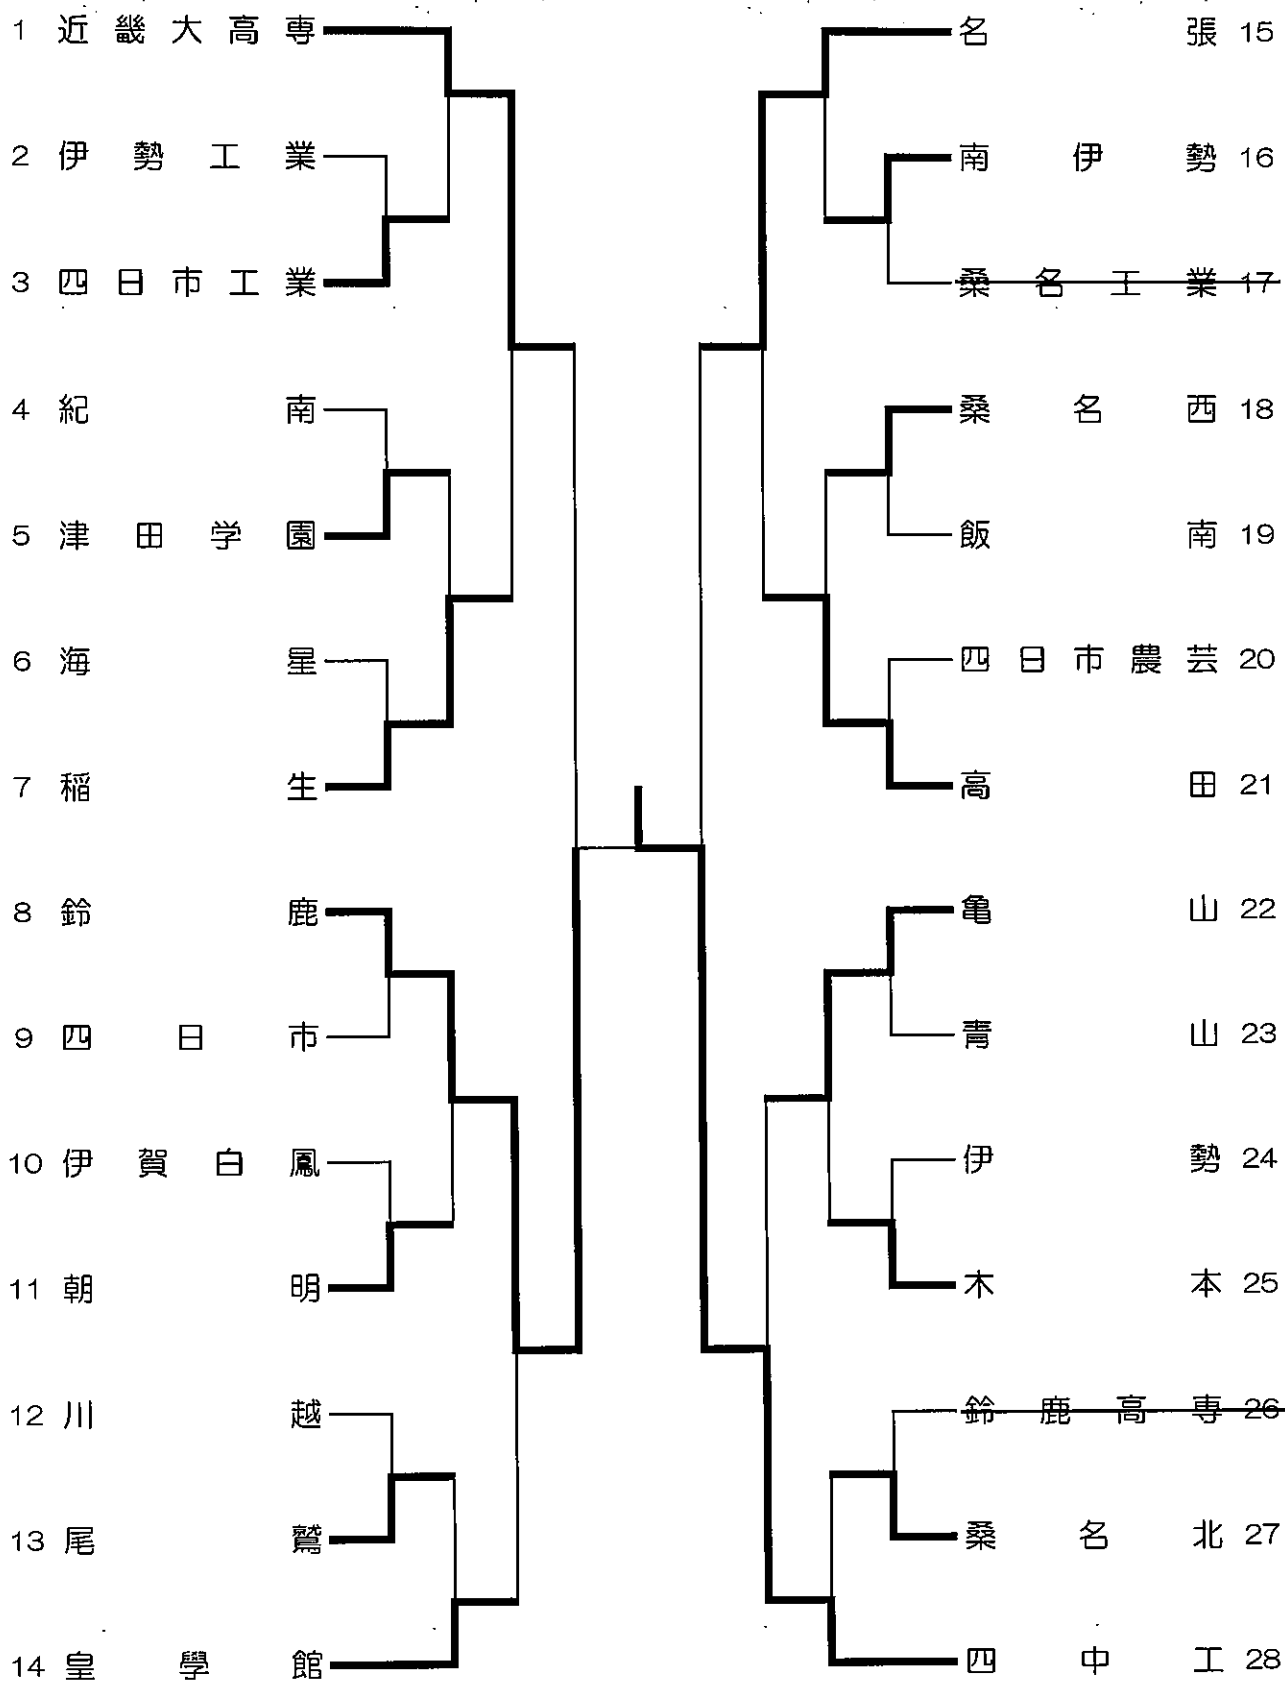 1 近畿大高専
2 伊勢工業
3 四日市工業
4 紀南
5 津田学園
6 海星
7 稲生
8 鈴鹿
9 四日市
10 伊賀白鳳
11 朝明
12 川越
13 尾鷲
14 皇學館
名張 15
南伊勢 16
桑名工業 17
桑名西 18
飯南 19
四日市農芸 20
高田 21
亀山 22
青山 23
伊勢 24
木本 25
鈴鹿高専 26
桑名北 27
四中工 28